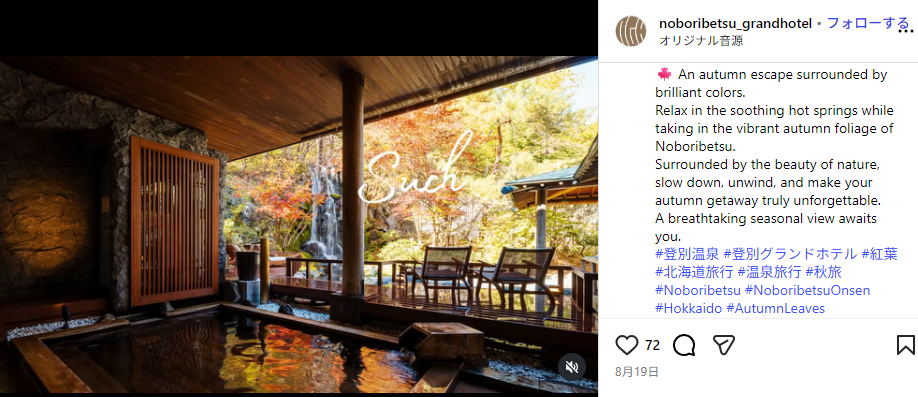 Such
noboribetsu_grandhotel • フォローする
オリジナル音源
🍁 An autumn escape surrounded by
brilliant colors.
Relax in the soothing hot springs while
taking in the vibrant autumn foliage of
Noboribetsu.
Surrounded by the beauty of nature,
slow down, unwind, and make your
autumn getaway truly unforgettable.
A breathtaking seasonal view awaits
you.
#登別温泉 #登別グランドホテル #紅葉
#北海道旅行 #温泉旅行 #秋旅
#Noboribetsu #NoboribetsuOnsen
#Hokkaido #AutumnLeaves
72
8月19日